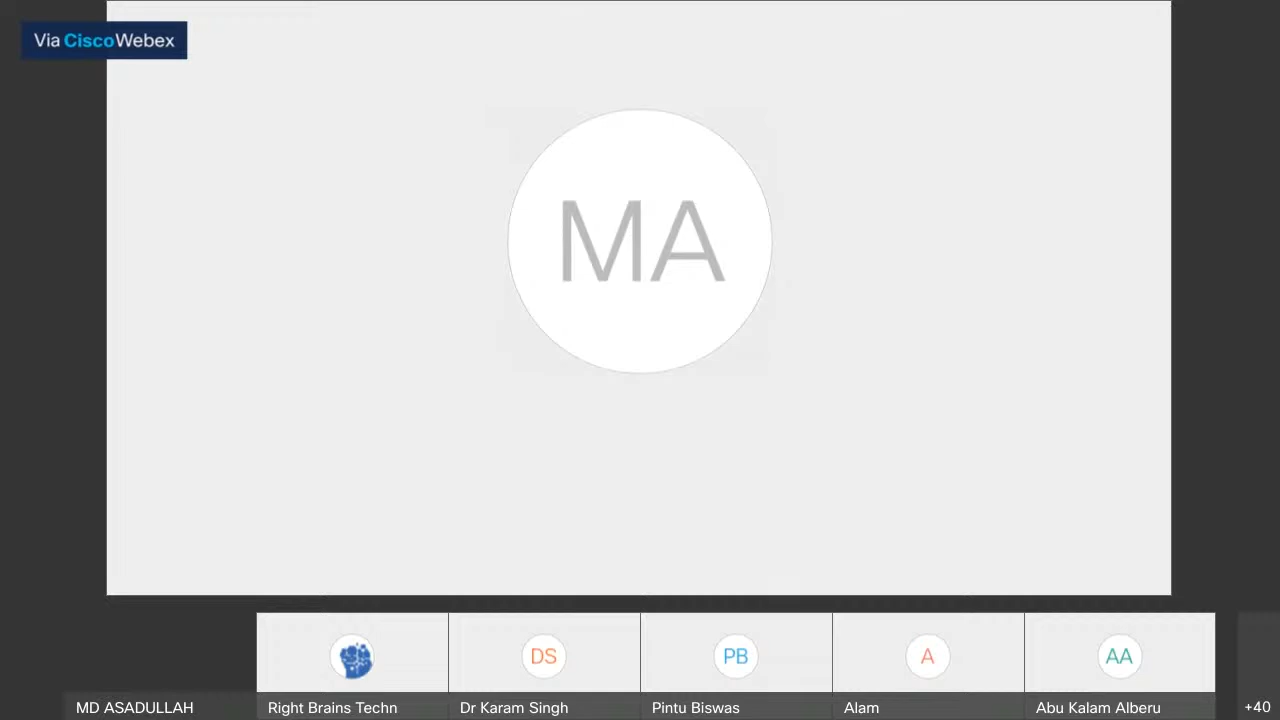 Via CiscoWebex
MA
DS
PB
A
AA
MD ASADULLAH
Right Brains Techn
Dr Karam Singh
Pintu Biswas
Alam
Abu Kalam Alberu
+40